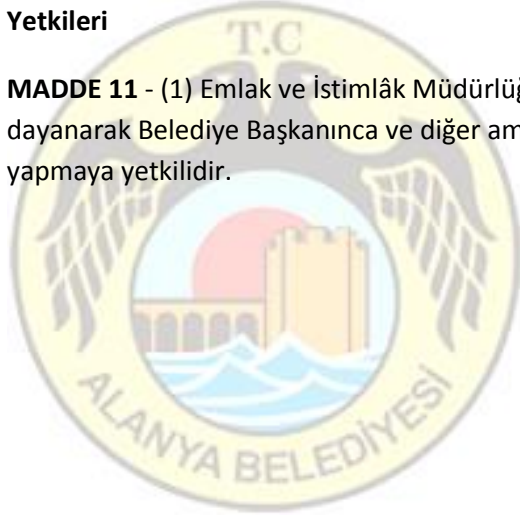 Yetkileri
T.C
MADDE 11 - (1) Emlak ve İstimlâk Müdürlüğ
dayanarak Belediye Başkanınca ve diğer am
yapmaya yetkilidir.
ALANYA BELEDİYESİ